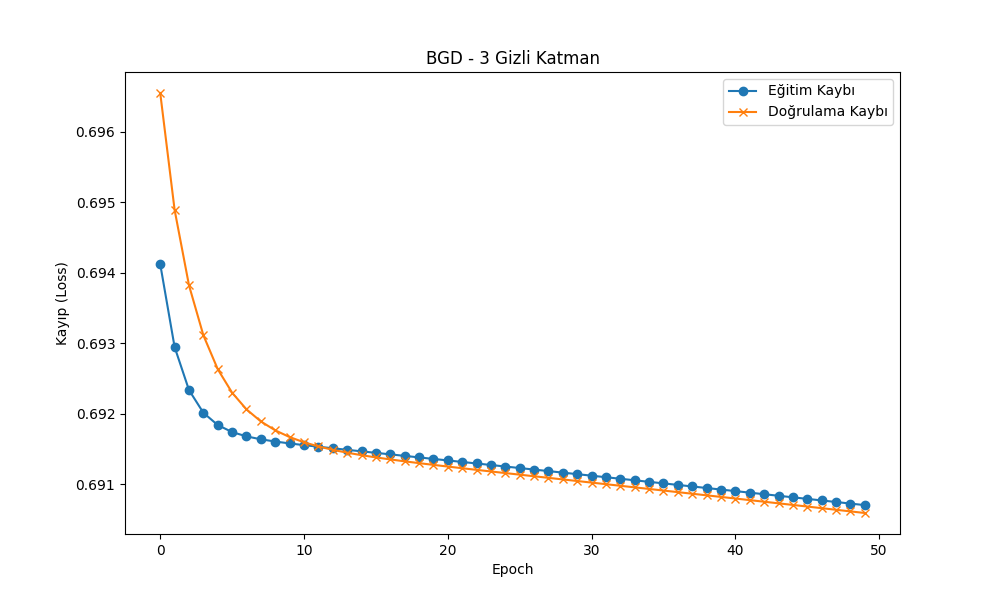 BGD - 3 Gizli Katman
Eğitim Kaybı
Doğrulama Kaybı
Kayıp (Loss)
0.696
0.695
0.694
0.693
0.692
0.691
0 10 20 30 40 50
Epoch